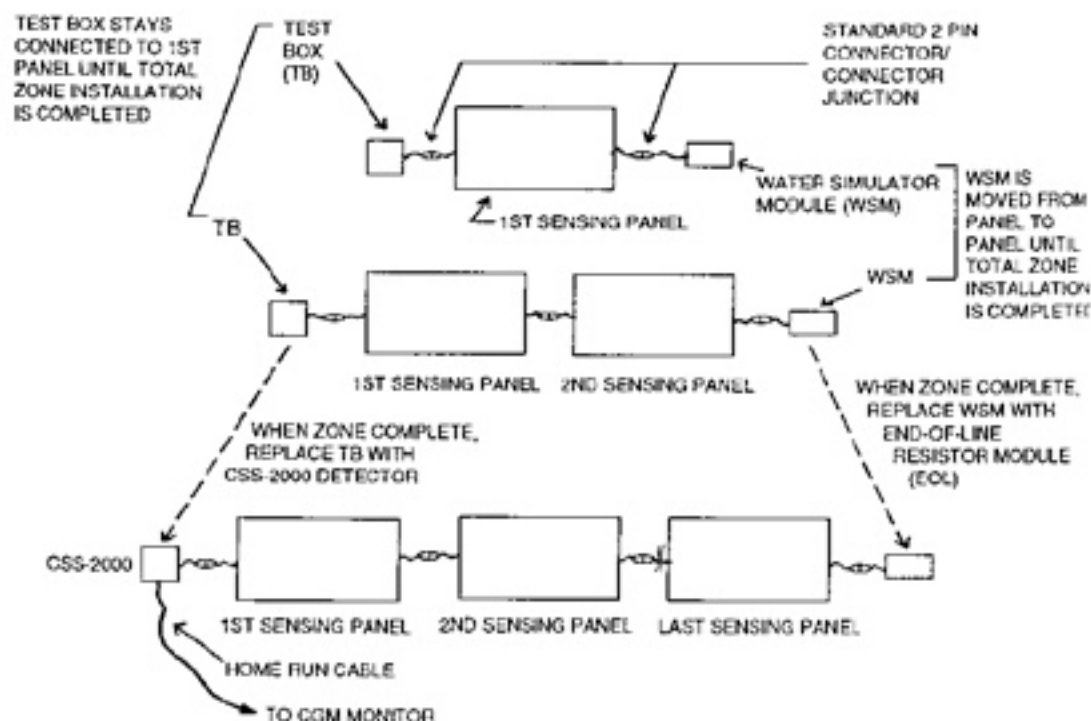 TEST BOX STAYS
CONNECTED TO 1ST
PANEL UNTIL TOTAL
ZONE INSTALLATION
IS COMPLETED
TEST
BOX
(TB)
STANDARD 2 PIN
CONNECTOR/
CONNECTOR
JUNCTION
1ST SENSING PANEL
WATER SIMULATOR
MODULE (WSM)
WSM IS
MOVED FROM
PANEL TO
PANEL UNTIL
TOTAL ZONE
INSTALLATION
IS COMPLETED
TB
WSM
1ST SENSING PANEL
2ND SENSING PANEL
WHEN ZONE COMPLETE,
REPLACE TB WITH
CSS-2000 DETECTOR
WHEN ZONE COMPLETE,
REPLACE WSM WITH
END-OF-LINE
RESISTOR MODULE
(EOL)
CSS-2000
1ST SENSING PANEL
2ND SENSING PANEL
LAST SENSING PANEL
HOME RUN CABLE
TO CGM MONITOR